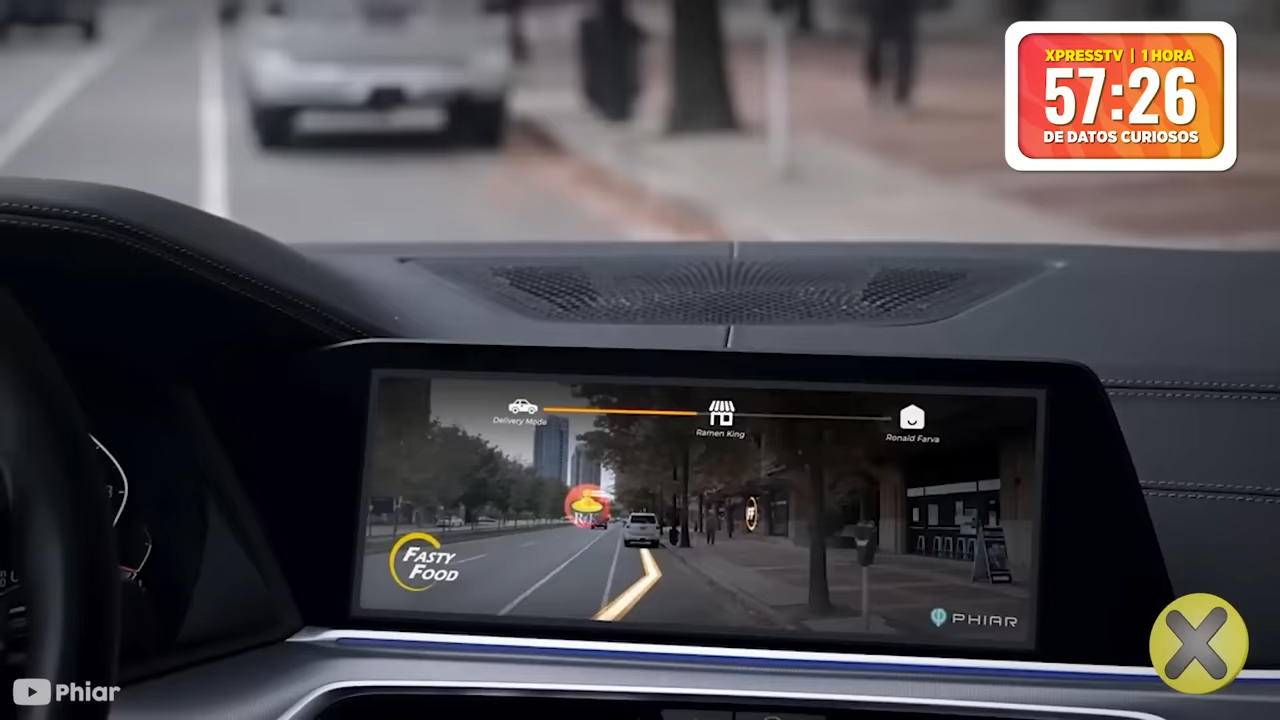 XPRESSTV | 1 HORA
57:26
DE DATOS CURIOSOS
Delivery Mode
Ramen King
Ronald Farva
FASTY
FOOD
PHIAR
Phiar